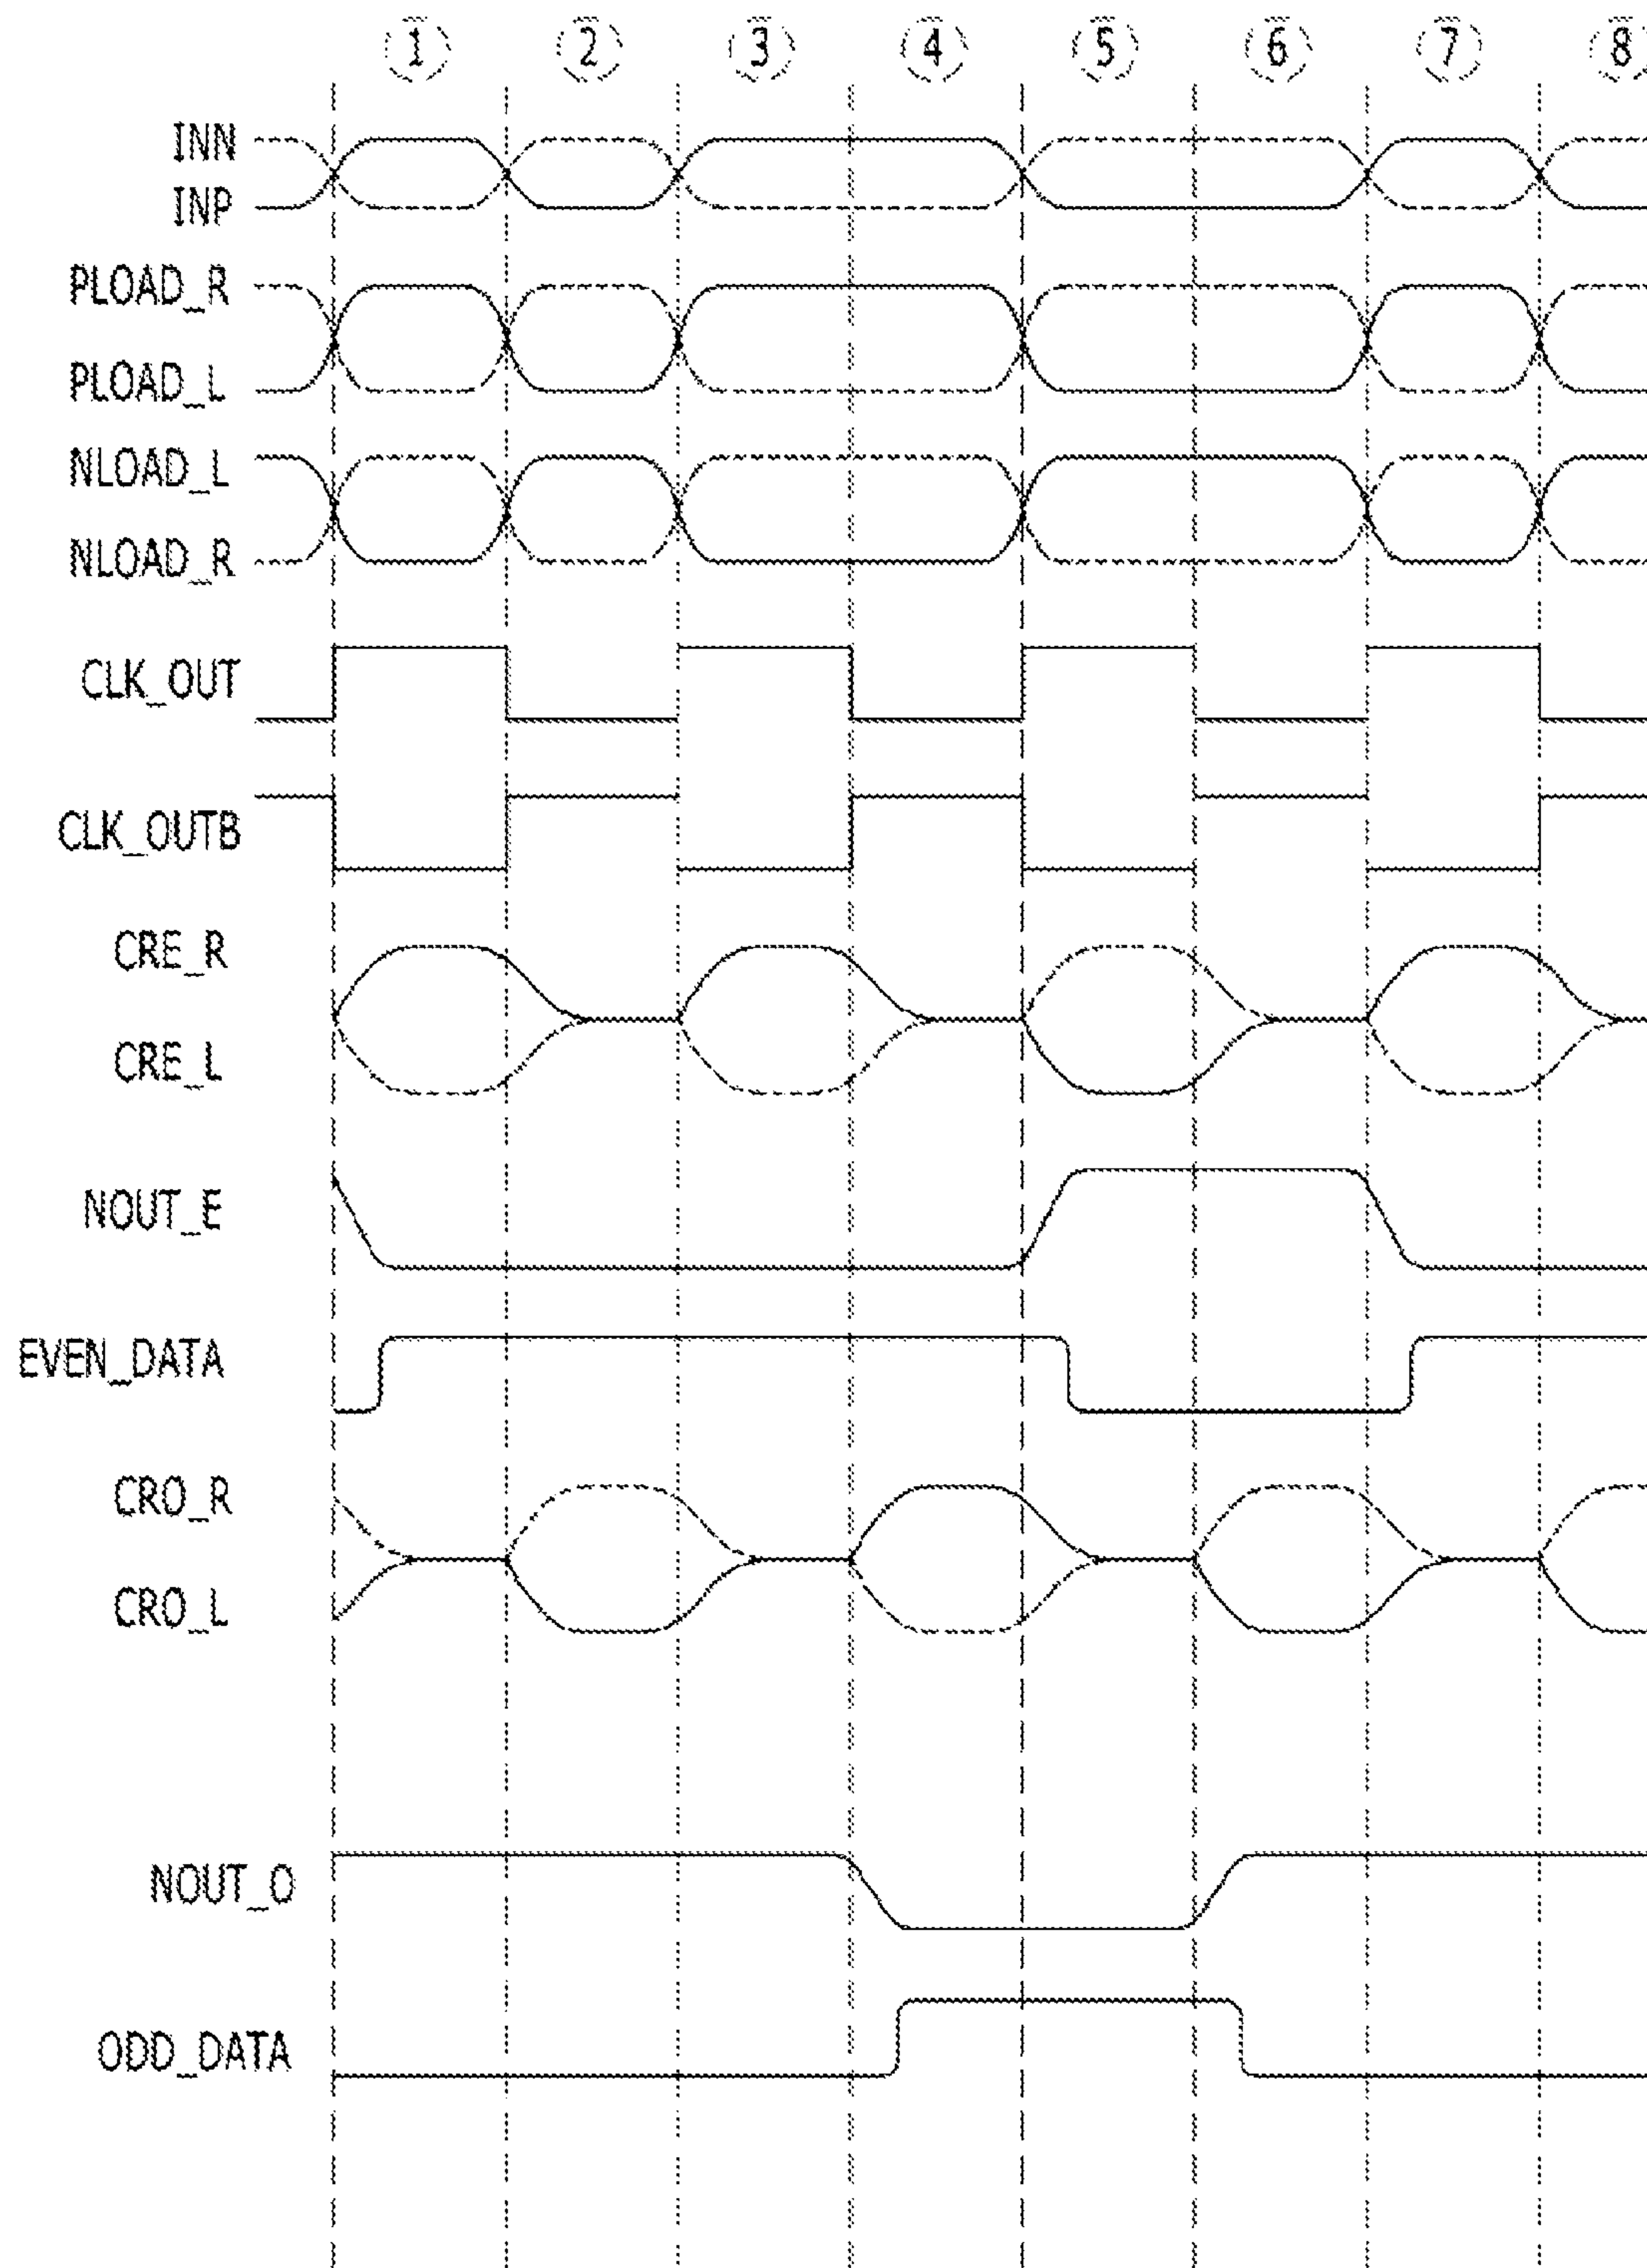 1 2 3 4 5 6 7 8
INN
INP
PLOAD_R
PLOAD_L
NLOAD_L
NLOAD_R
CLK_OUT
CLK_OUTB
CRE_R
CRE_L
NOUT_E
EVEN_DATA
CRO_R
CRO_L
NOUT_O
ODD_DATA